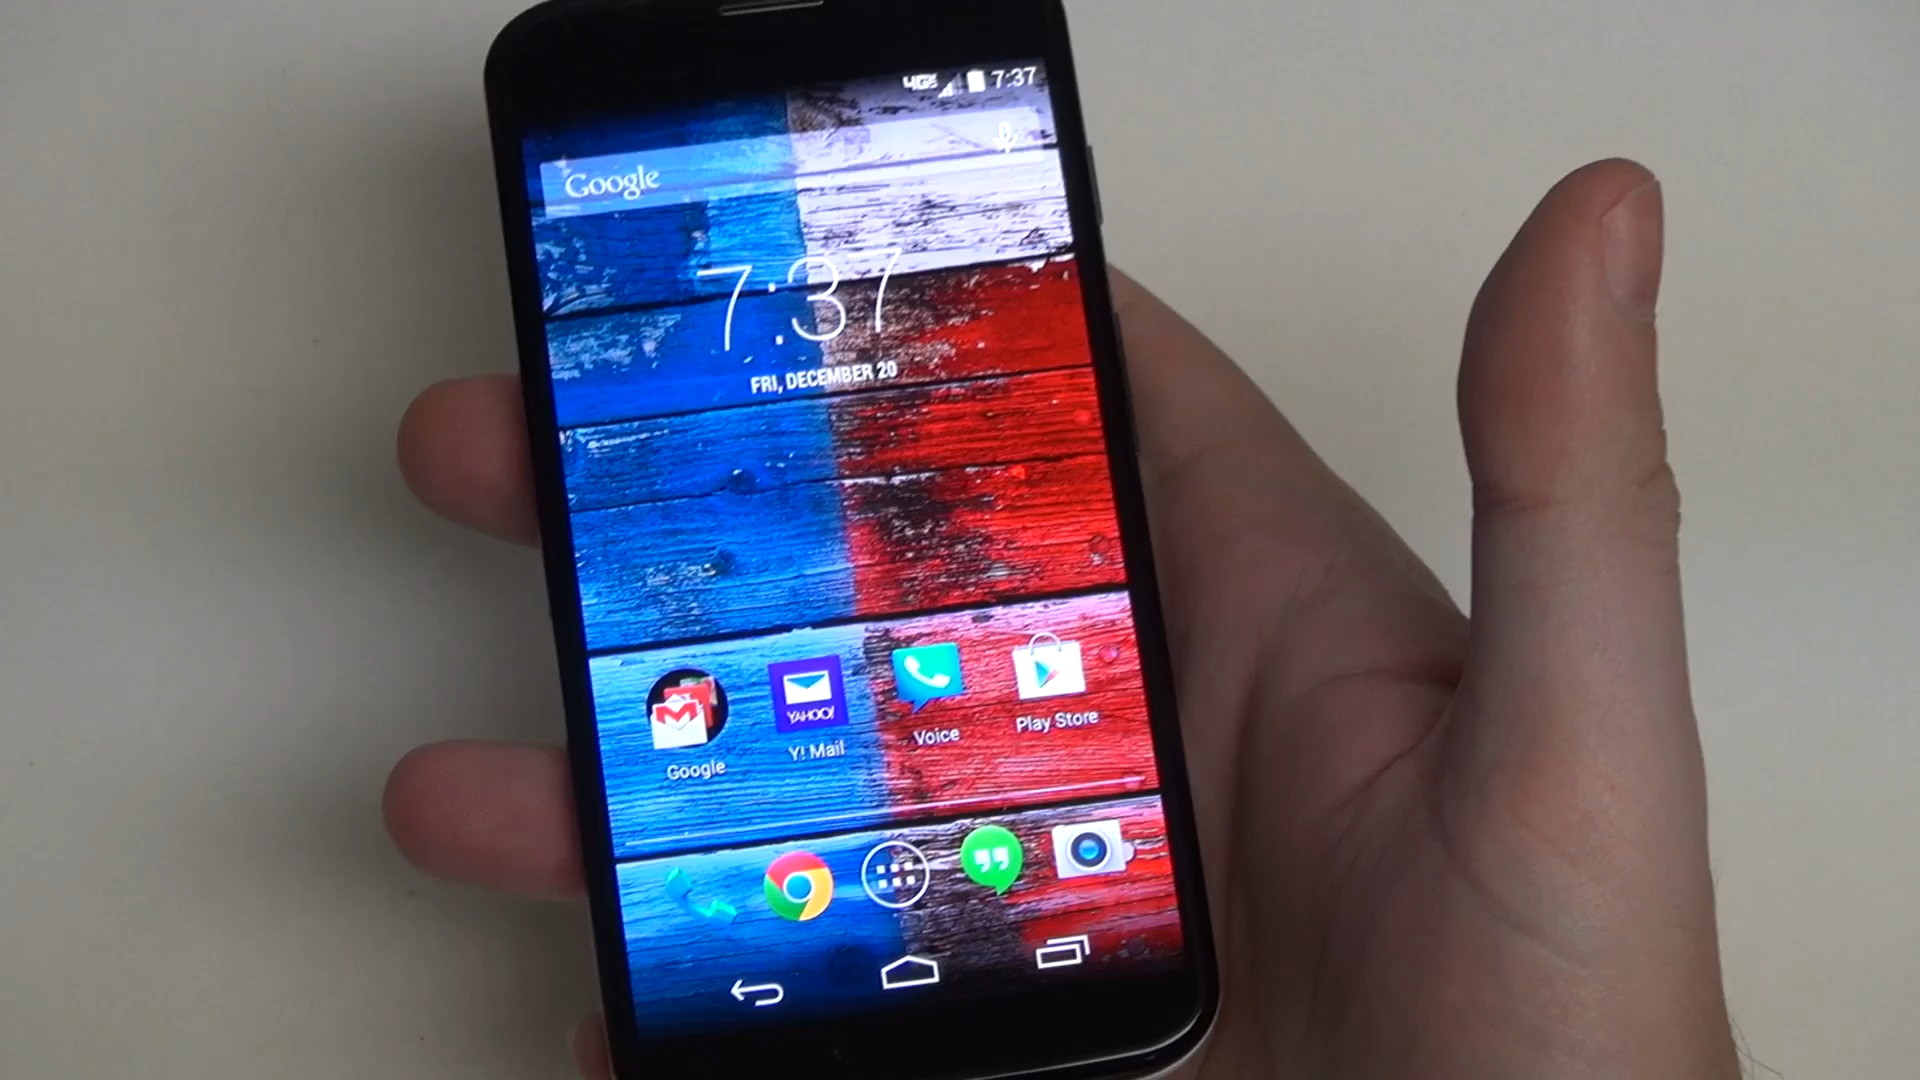 4G 7:37
Google
7:37
FRI, DECEMBER 20
YAHOO!
Google
Y! Mail
Voice
Play Store